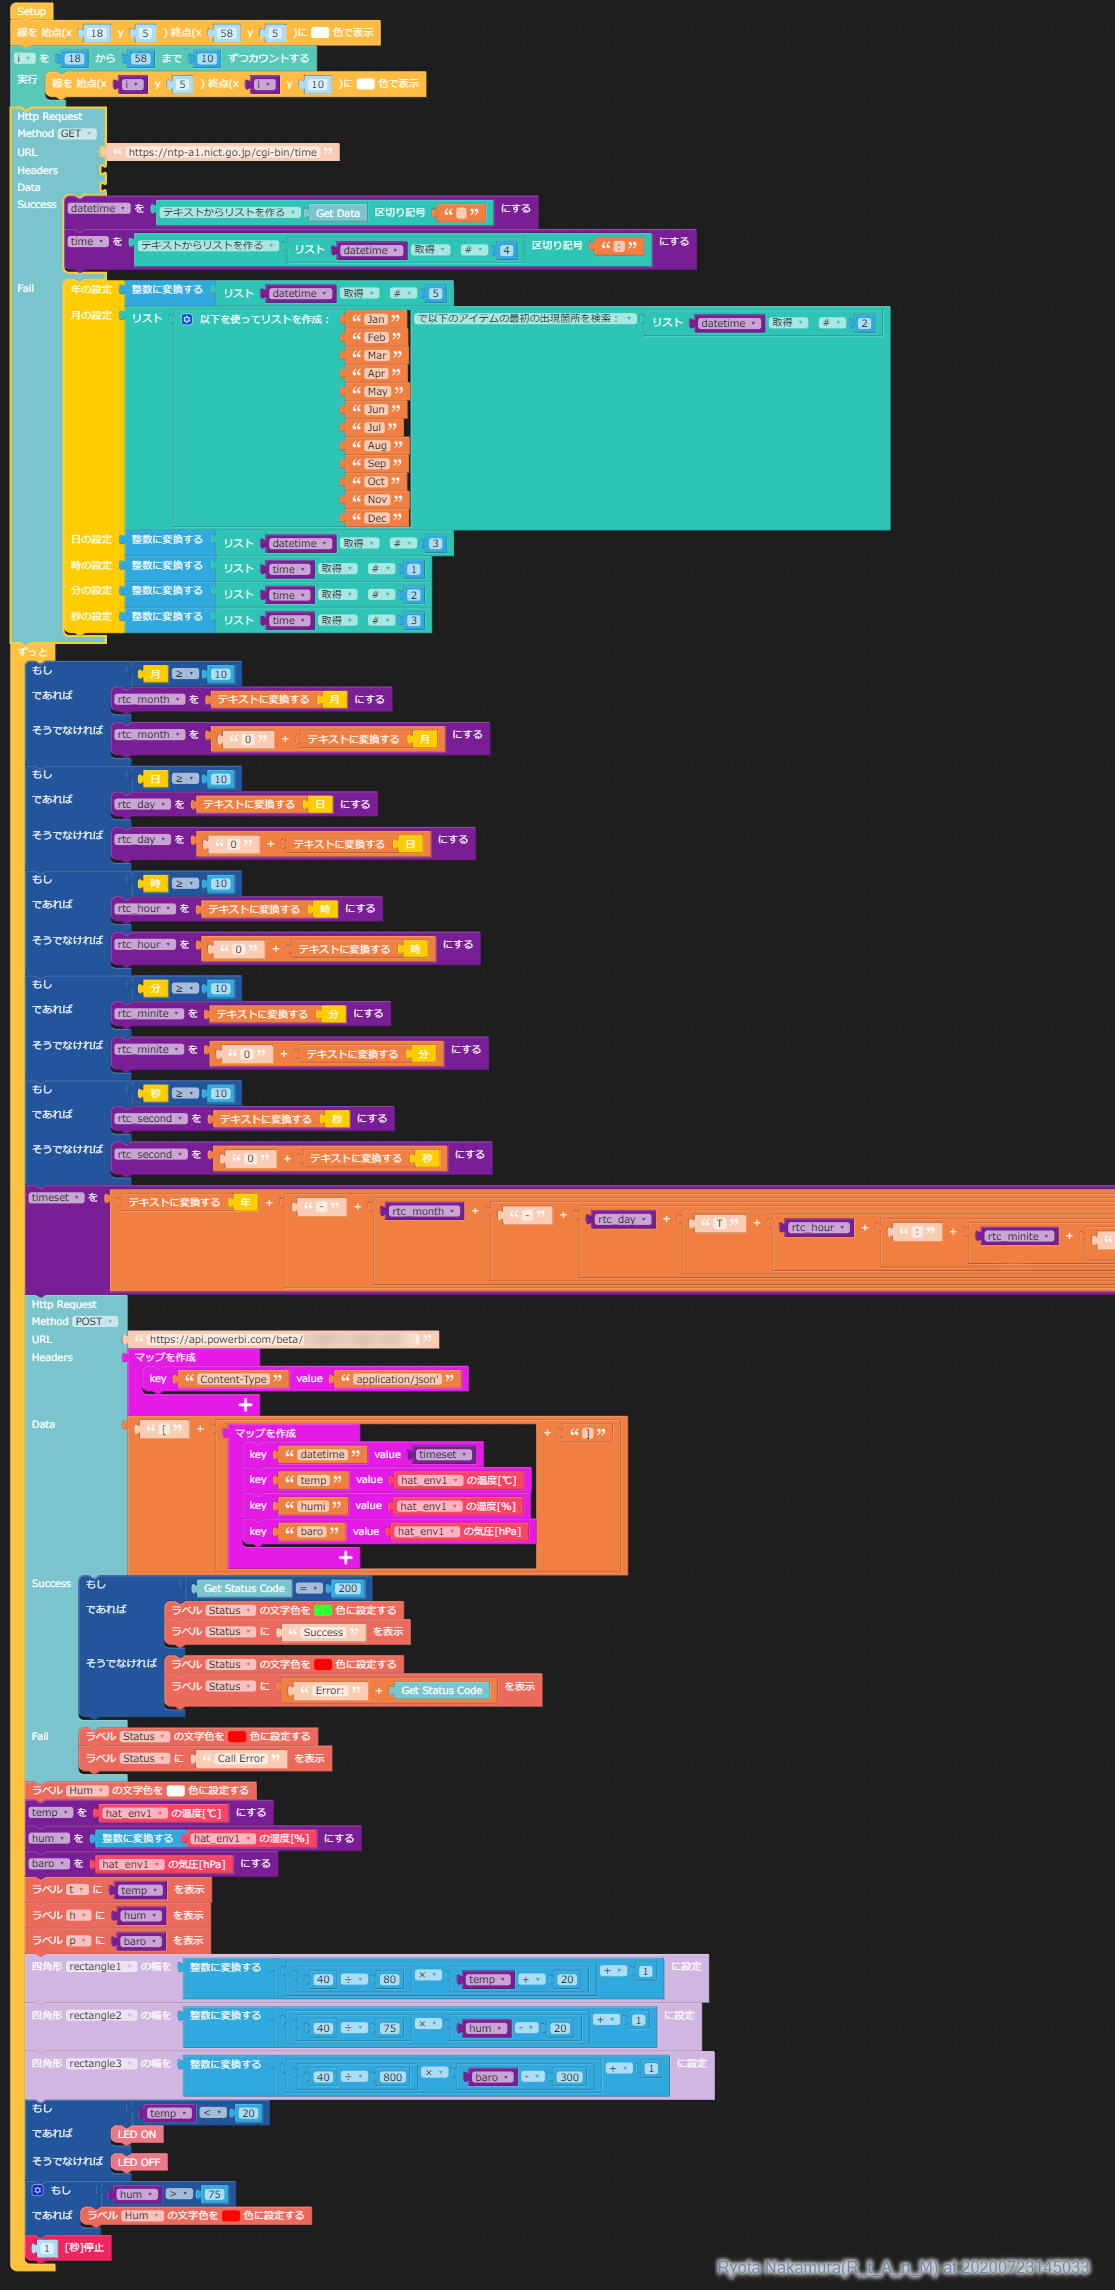 Setup
線を 始点(x 18 y 5 ) 終点(x 58 y 5 )に 色で表示
i を 18 から 58 まで 10 ずつカウントする
実行 線を 始点(x i y 5 ) 終点(x i y 10 )に 色で表示
Http Request
Method GET
URL “ https://ntp-a1.nict.go.jp/cgi-bin/time ”
Headers
Data
Success datetime を テキストからリストを作る Get Data 区切り記号 “ ” にする
time を テキストからリストを作る リスト datetime 取得 # 4 区切り記号 “ : ” にする
Fail 年の設定 整数に変換する リスト datetime 取得 # 5
月の設定 リスト 以下を使ってリストを作成： “ Jan ” で以下のアイテムの最初の出現箇所を検索： リスト datetime 取得 # 2
“ Feb ”
“ Mar ”
“ Apr ”
“ May ”
“ Jun ”
“ Jul ”
“ Aug ”
“ Sep ”
“ Oct ”
“ Nov ”
“ Dec ”
日の設定 整数に変換する リスト datetime 取得 # 3
時の設定 整数に変換する リスト time 取得 # 1
分の設定 整数に変換する リスト time 取得 # 2
秒の設定 整数に変換する リスト time 取得 # 3
ずっと
もし 月 ≥ 10
であれば rtc_month を テキストに変換する 月 にする
そうでなければ rtc_month を “ 0 ” + テキストに変換する 月 にする
もし 日 ≥ 10
であれば rtc_day を テキストに変換する 日 にする
そうでなければ rtc_day を “ 0 ” + テキストに変換する 日 にする
もし 時 ≥ 10
であれば rtc_hour を テキストに変換する 時 にする
そうでなければ rtc_hour を “ 0 ” + テキストに変換する 時 にする
もし 分 ≥ 10
であれば rtc_minite を テキストに変換する 分 にする
そうでなければ rtc_minite を “ 0 ” + テキストに変換する 分 にする
もし 秒 ≥ 10
であれば rtc_second を テキストに変換する 秒 にする
そうでなければ rtc_second を “ 0 ” + テキストに変換する 秒 にする
timeset を テキストに変換する 年 + “ - ” + rtc_month + “ - ” + rtc_day + “ T ” + rtc_hour + “ : ” + rtc_minite + “
Http Request
Method POST
URL “ https://api.powerbi.com/beta/ ”
Headers マップを作成
key “ Content-Type ” value “ application/json' ”
+
Data “ [ ” + マップを作成 + “ ] ”
key “ datetime ” value timeset
key “ temp ” value hat_env1 の温度[℃]
key “ humi ” value hat_env1 の湿度[%]
key “ baro ” value hat_env1 の気圧[hPa]
+
Success もし Get Status Code = 200
であれば ラベル Status の文字色を 色に設定する
ラベル Status に “ Success ” を表示
そうでなければ ラベル Status の文字色を 色に設定する
ラベル Status に “ Error: ” + Get Status Code を表示
Fail ラベル Status の文字色を 色に設定する
ラベル Status に “ Call Error ” を表示
ラベル Hum の文字色を 色に設定する
temp を hat_env1 の温度[℃] にする
hum を 整数に変換する hat_env1 の湿度[%] にする
baro を hat_env1 の気圧[hPa] にする
ラベル t に temp を表示
ラベル h に hum を表示
ラベル p に baro を表示
四角形 rectangle1 の幅を 整数に変換する 40 ÷ 80 × temp + 20 + 1 に設定
四角形 rectangle2 の幅を 整数に変換する 40 ÷ 75 × hum - 20 + 1 に設定
四角形 rectangle3 の幅を 整数に変換する 40 ÷ 800 × baro - 300 + 1 に設定
もし temp < 20
であれば LED ON
そうでなければ LED OFF
もし hum > 75
であれば ラベル Hum の文字色を 色に設定する
1 [秒]停止
Ryota Nakamura(R_t_A_n_M) at 20200723145033